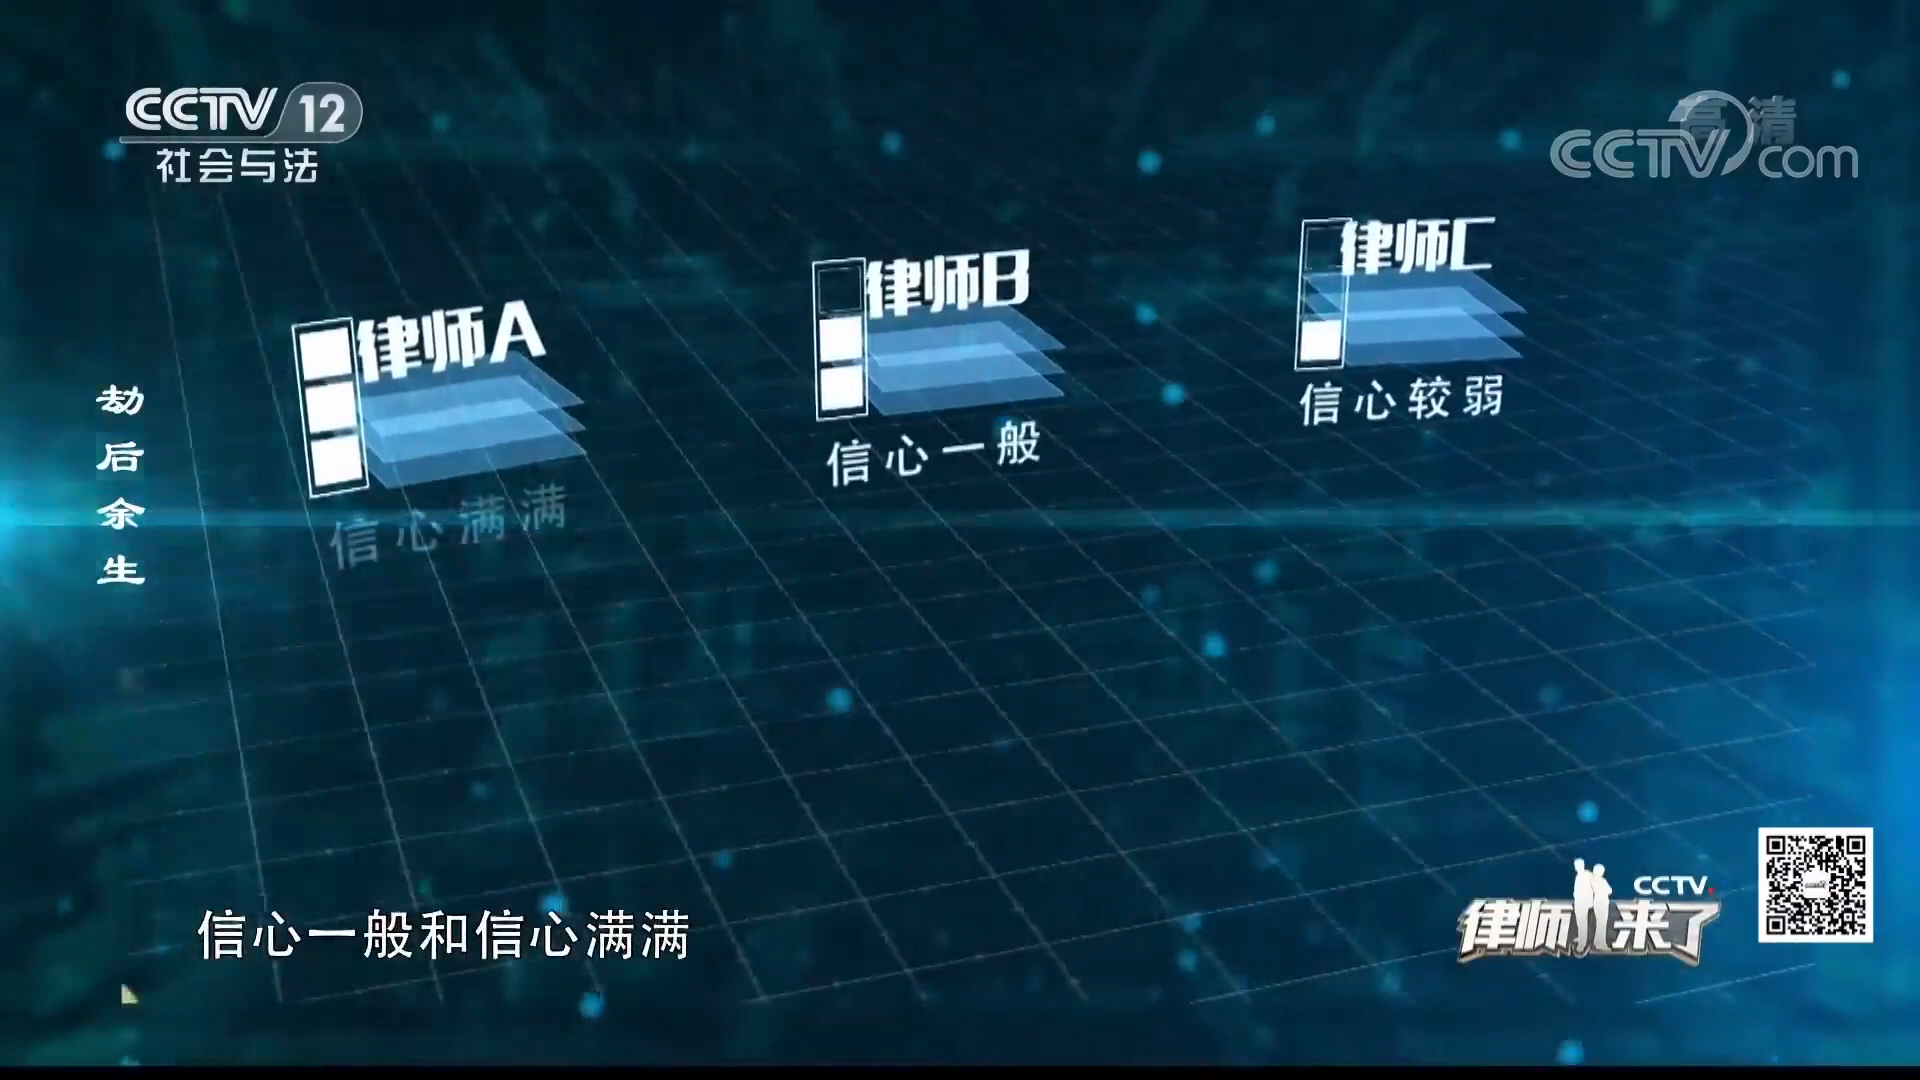 CCTV 12
社会与法
高清
CCTV com
律师A
信心满满
律师B
信心一般
律师C
信心较弱
劫后余生
信心一般和信心满满
CCTV
律师来了